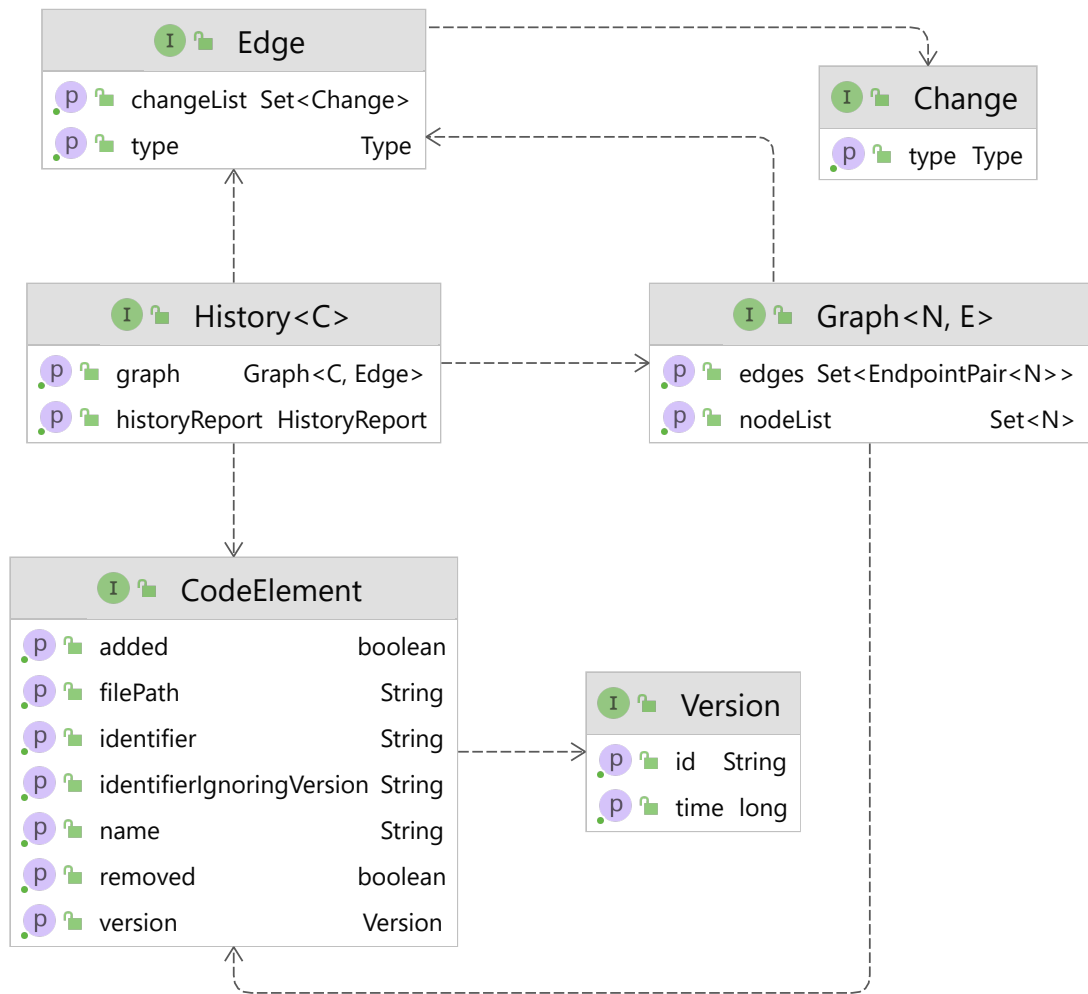 I Edge
p changeList Set<Change>
p type Type
I Change
p type Type
I History<C>
p graph Graph<C, Edge>
p historyReport HistoryReport
I Graph<N, E>
p edges Set<EndpointPair<N>>
p nodeList Set<N>
I CodeElement
p added boolean
p filePath String
p identifier String
p identifierIgnoringVersion String
p name String
p removed boolean
p version Version
I Version
p id String
p time long